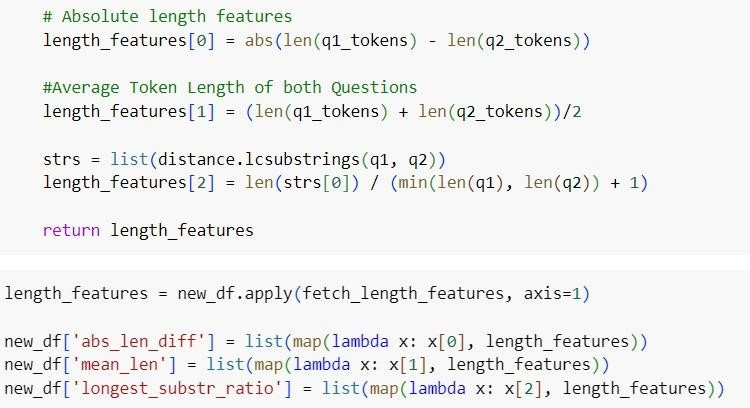 # Absolute length features
length_features[0] = abs(len(q1_tokens) - len(q2_tokens))
#Average Token Length of both Questions
length_features[1] = (len(q1_tokens) + len(q2_tokens))/2
strs = list(distance.lcsubstrings(q1, q2))
length_features[2] = len(strs[0]) / (min(len(q1), len(q2)) + 1)
return length_features
length_features = new_df.apply(fetch_length_features, axis=1)
new_df['abs_len_diff'] = list(map(lambda x: x[0], length_features))
new_df['mean_len'] = list(map(lambda x: x[1], length_features))
new_df['longest_substr_ratio'] = list(map(lambda x: x[2], length_features))